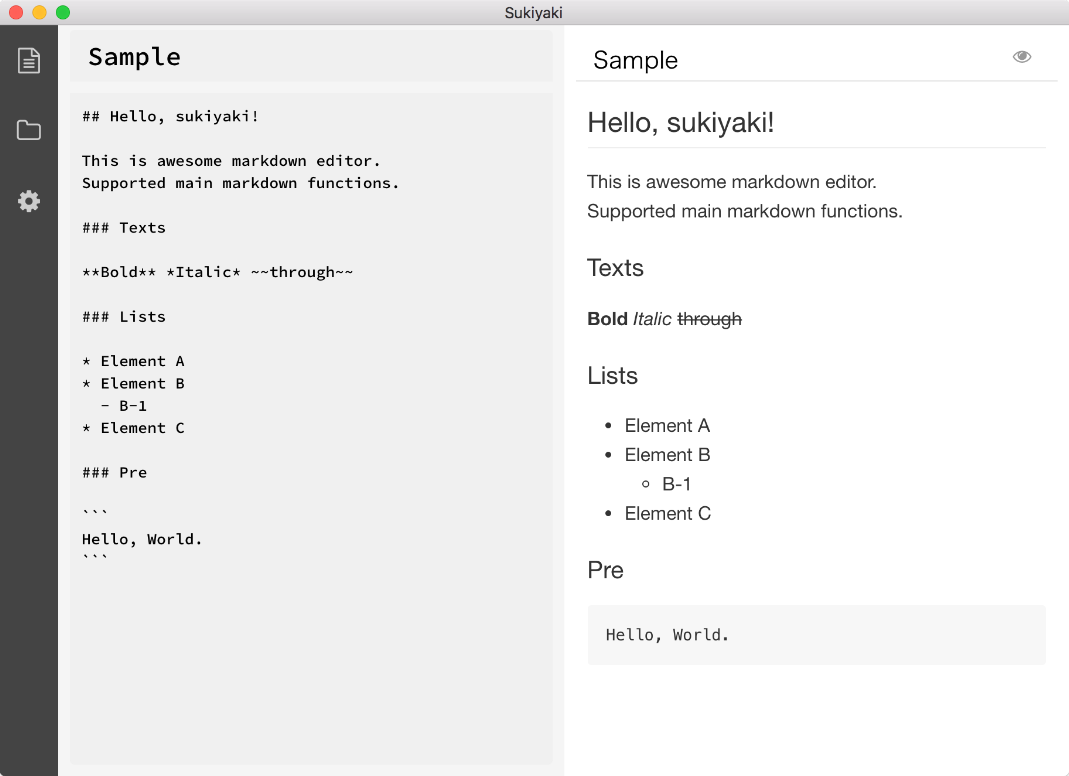 Sukiyaki
Sample
## Hello, sukiyaki!
This is awesome markdown editor.
Supported main markdown functions.
### Texts
**Bold** *Italic* ~~through~~
### Lists
* Element A
* Element B
  - B-1
* Element C
### Pre
```
Hello, World.
```
Sample
Hello, sukiyaki!
This is awesome markdown editor.
Supported main markdown functions.
Texts
Bold Italic through
Lists
• Element A
• Element B
◦ B-1
• Element C
Pre
Hello, World.